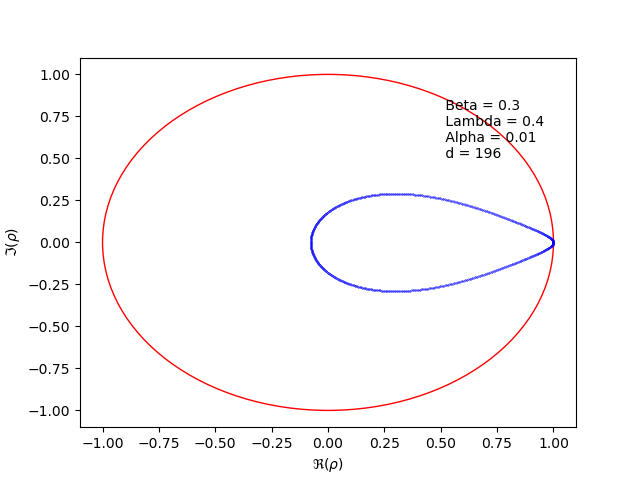 1.00
0.75
0.50
0.25
0.00
−0.25
−0.50
−0.75
−1.00
ℑ(ρ)
Beta = 0.3
Lambda = 0.4
Alpha = 0.01
d = 196
−1.00 −0.75 −0.50 −0.25 0.00 0.25 0.50 0.75 1.00
ℜ(ρ)